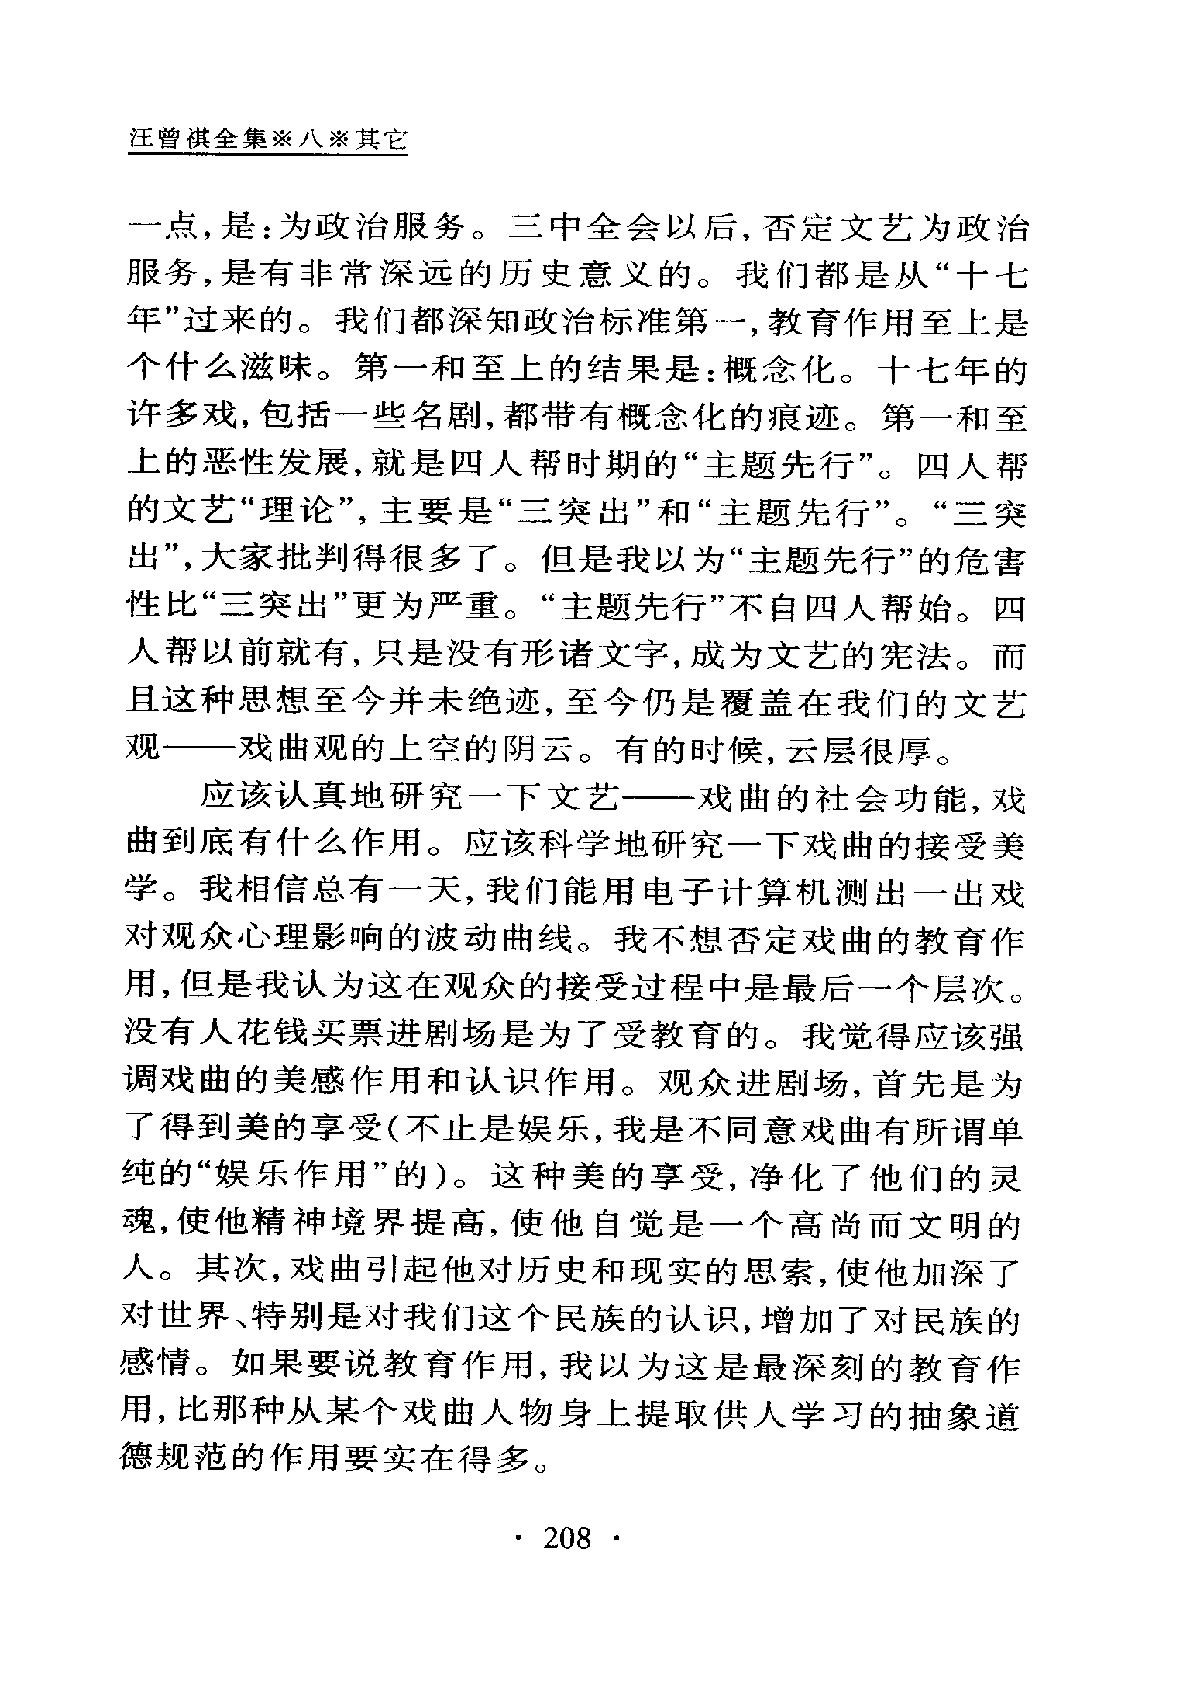 汪曾祺全集※八※其它
一点,是:为政治服务。三中全会以后,否定文艺为政治
服务,是有非常深远的历史意义的。我们都是从“十七
年”过来的。我们都深知政治标准第一,教育作用至上是
个什么滋味。第一和至上的结果是:概念化。十七年的
许多戏,包括一些名剧,都带有概念化的痕迹。第一和至
上的恶性发展,就是四人帮时期的“主题先行”。四人帮
的文艺“理论”,主要是“三突出”和“主题先行”。“三突
出”,大家批判得很多了。但是我以为“主题先行”的危害
性比“三突出”更为严重。“主题先行”不自四人帮始。四
人帮以前就有,只是没有形诸文字,成为文艺的宪法。而
且这种思想至今并未绝迹,至今仍是覆盖在我们的文艺
观——戏曲观的上空的阴云。有的时候,云层很厚。
应该认真地研究一下文艺——戏曲的社会功能,戏
曲到底有什么作用。应该科学地研究一下戏曲的接受美
学。我相信总有一天,我们能用电子计算机测出一出戏
对观众心理影响的波动曲线。我不想否定戏曲的教育作
用,但是我认为这在观众的接受过程中是最后一个层次。
没有人花钱买票进剧场是为了受教育的。我觉得应该强
调戏曲的美感作用和认识作用。观众进剧场,首先是为
了得到美的享受(不止是娱乐,我是不同意戏曲有所谓单
纯的“娱乐作用”的)。这种美的享受,净化了他们的灵
魂,使他精神境界提高,使他自觉是一个高尚而文明的
人。其次,戏曲引起他对历史和现实的思索,使他加深了
对世界、特别是对我们这个民族的认识,增加了对民族的
感情。如果要说教育作用,我以为这是最深刻的教育作
用,比那种从某个戏曲人物身上提取供人学习的抽象道
德规范的作用要实在得多。
· 208 ·